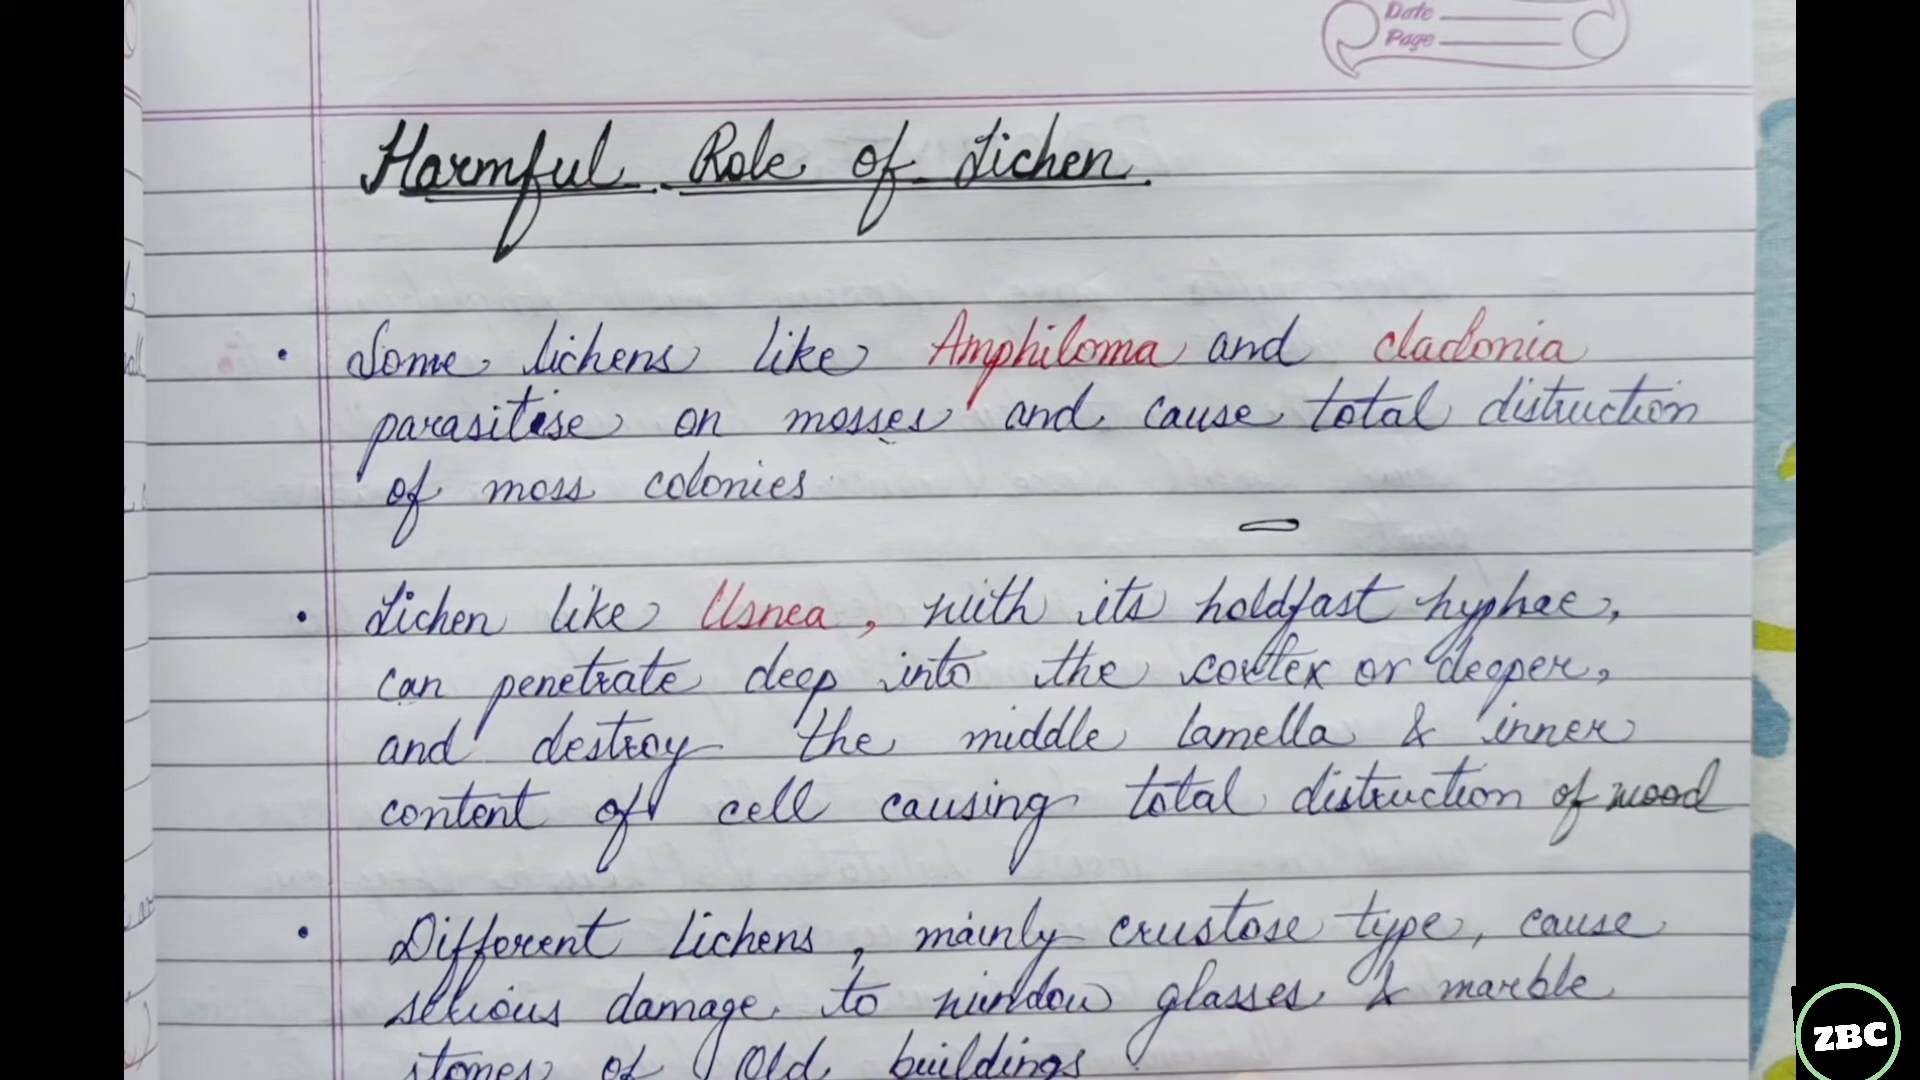 Date
Page
Harmful Role of Lichen
• Some lichens like Amphiloma and cladonia
parasitise on mosses and cause total distruction
of moss colonies
• Lichen like Usnea, with its holdfast hyphae,
can penetrate deep into the cortex or deeper,
and destroy the middle lamella & inner
content of cell causing total distruction of wood
• Different lichens, mainly crustose type, cause
serious damage to window glasses & marble
stones of old buildings
ZBC